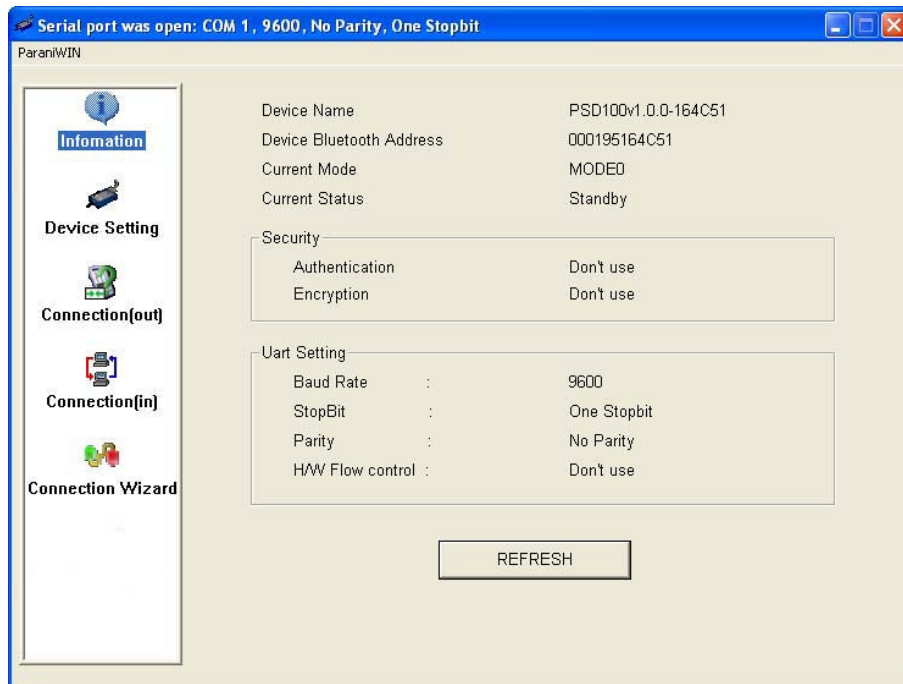 Serial port was open: COM 1, 9600, No Parity, One Stopbit
ParaniWIN
Infomation
Device Setting
Connection(out)
Connection(in)
Connection Wizard
Device Name PSD100v1.0.0-164C51
Device Bluetooth Address 000195164C51
Current Mode MODE0
Current Status Standby
Security
Authentication Don't use
Encryption Don't use
Uart Setting
Baud Rate : 9600
StopBit : One Stopbit
Parity : No Parity
H/W Flow control : Don't use
REFRESH